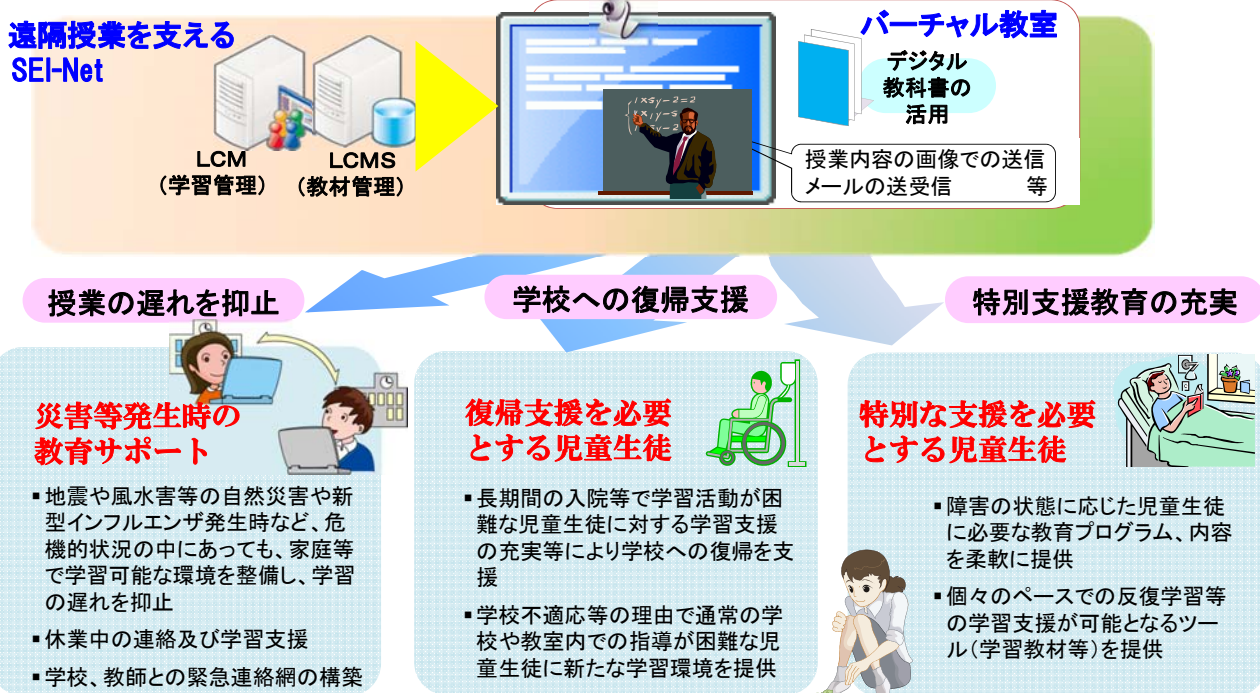 遠隔授業を支える
SEI-Net
LCM
(学習管理)
LCMS
(教材管理)
バーチャル教室
デジタル
教科書の
活用
授業内容の画像での送信
メールの送受信 等
授業の遅れを抑止
学校への復帰支援
特別支援教育の充実
災害等発生時の
教育サポート
▪地震や風水害等の自然災害や新
型インフルエンザ発生時など、危
機的状況の中にあっても、家庭等
で学習可能な環境を整備し、学習
の遅れを抑止
▪休業中の連絡及び学習支援
▪学校、教師との緊急連絡網の構築
復帰支援を必要
とする児童生徒
▪長期間の入院等で学習活動が困
難な児童生徒に対する学習支援
の充実等により学校への復帰を支
援
▪学校不適応等の理由で通常の学
校や教室内での指導が困難な児
童生徒に新たな学習環境を提供
特別な支援を必要
とする児童生徒
▪障害の状態に応じた児童生徒
に必要な教育プログラム、内容
を柔軟に提供
▪個々のペースでの反復学習等
の学習支援が可能となるツー
ル(学習教材等)を提供